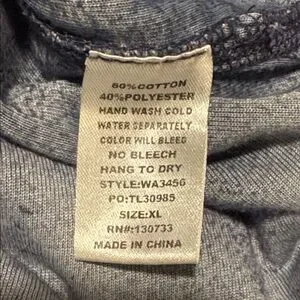 60%COTTON
40%POLYESTER
HAND WASH COLD
WATER SEPARATELY
COLOR WILL BLEED
NO BLEECH
HANG TO DRY
STYLE:WA3456
PO:TL30985
SIZE:XL
RN#:130733
MADE IN CHINA